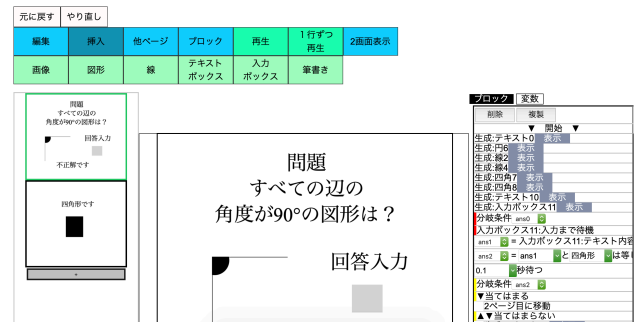 元に戻す やり直し
編集 挿入 他ページ ブロック 再生 1行ずつ 再生 2画面表示
画像 図形 線 テキスト ボックス 入力 ボックス 筆書き
問題
すべての辺の
角度が90°の図形は？
回答入力
不正解です
四角形です
+
問題
すべての辺の
角度が90°の図形は？
回答入力
ブロック 変数
削除 複製
▼ 開始 ▼
生成:テキスト0 表示
生成:円6 表示
生成:線2 表示
生成:線4 表示
生成:四角7 表示
生成:四角8 表示
生成:テキスト10 表示
生成:入力ボックス11 表示
分岐条件 ans0
入力ボックス11:入力まで待機
ans1 = 入力ボックス11:テキスト内容
ans2 = ans1 と 四角形 は等し
0.1 秒待つ
分岐条件 ans2
▼当てはまる
2ページ目に移動
▲▼当てはまらない